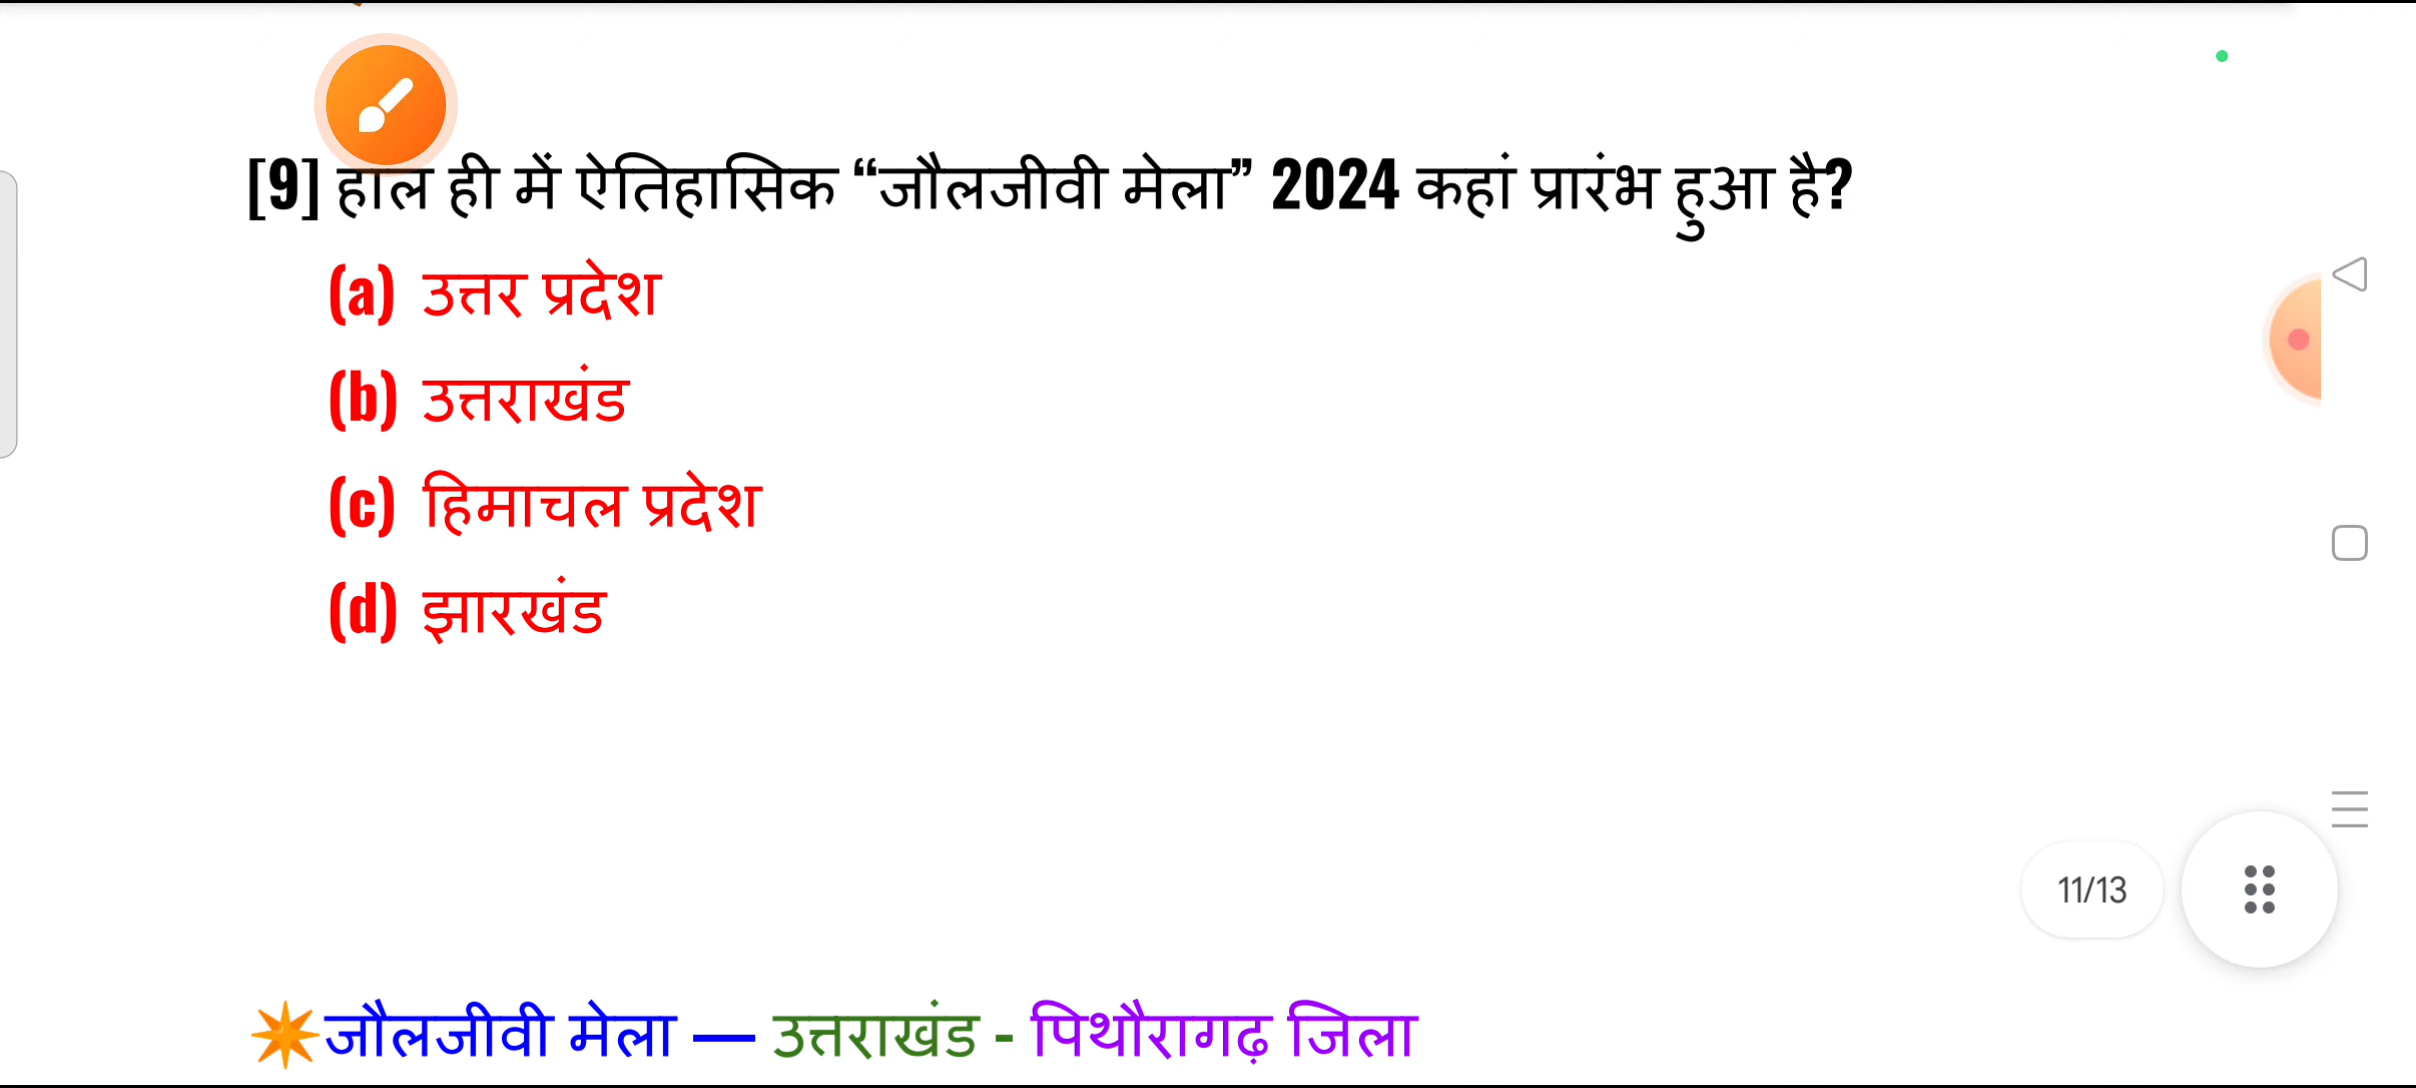 [9] हाल ही में ऐतिहासिक “जौलजीवी मेला” 2024 कहां प्रारंभ हुआ है?
(a) उत्तर प्रदेश
(b) उत्तराखंड
(c) हिमाचल प्रदेश
(d) झारखंड
11/13
जौलजीवी मेला — उत्तराखंड - पिथौरागढ़ जिला